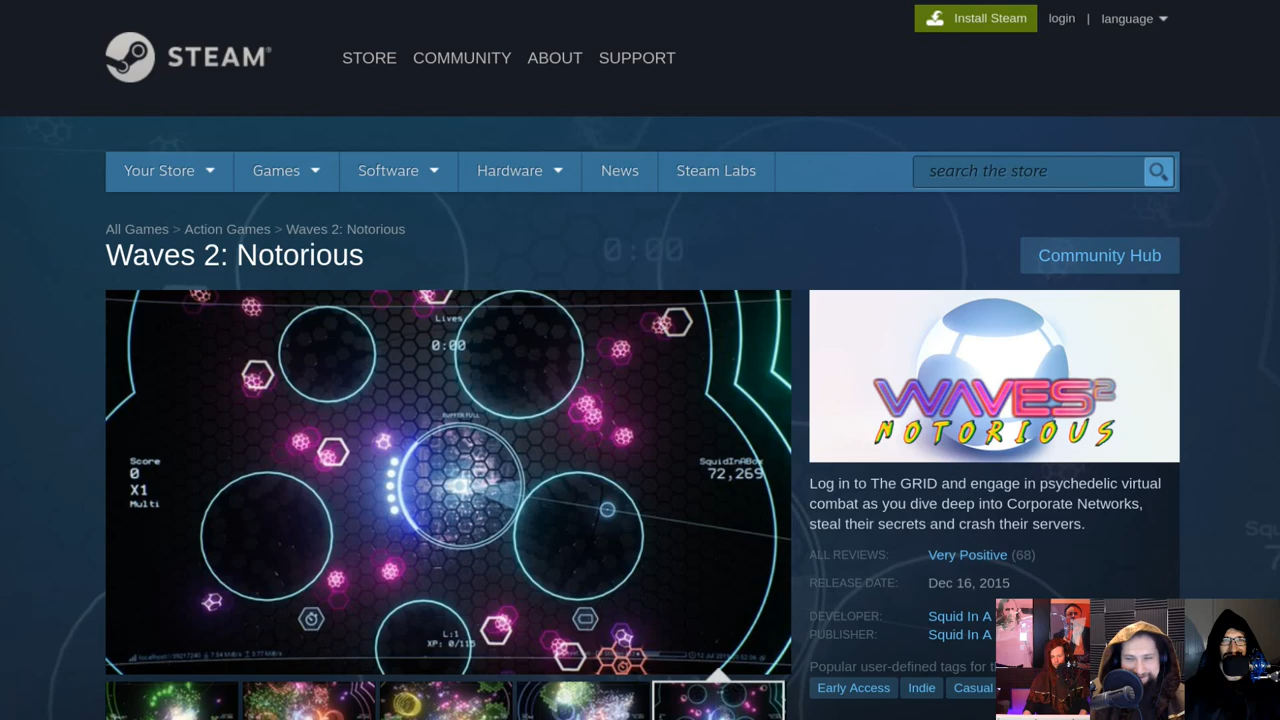 Install Steam
login | language
STEAM®
STORE COMMUNITY ABOUT SUPPORT
Your Store Games Software Hardware News Steam Labs search the store
All Games > Action Games > Waves 2: Notorious
Waves 2: Notorious
Community Hub
Lives
0:00
BUFFER FULL
Score
0
X1
Multi
SquidInABox
72,269
L:1
WAVES²
NOTORIOUS
Log in to The GRID and engage in psychedelic virtual
combat as you dive deep into Corporate Networks,
steal their secrets and crash their servers.
ALL REVIEWS: Very Positive (68)
RELEASE DATE: Dec 16, 2015
DEVELOPER: Squid In A
PUBLISHER: Squid In A
Popular user-defined tags for
Early Access Indie Casual